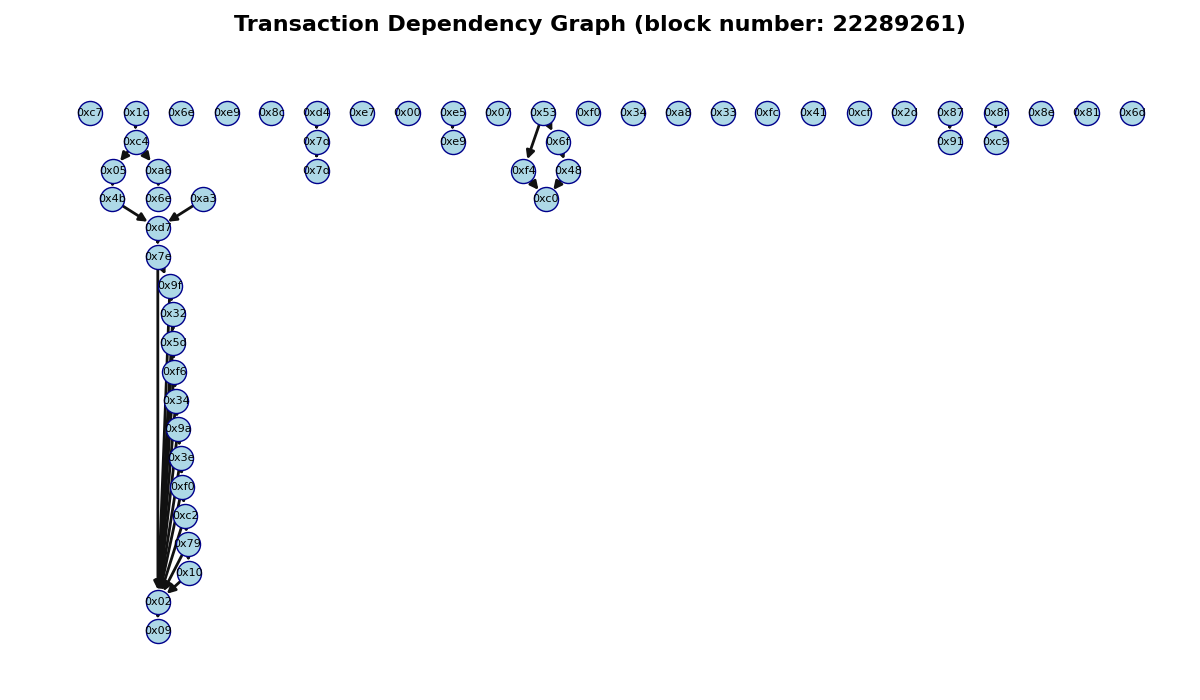 Transaction Dependency Graph (block number: 22289261)
0xc7 0x1c 0x6e 0xe9 0x8c 0xd4 0xe7 0x00 0xe5 0x07 0x53 0xf0 0x34 0xa8 0x33 0xfc 0x41 0xcf 0x2d 0x87 0x8f 0x8e 0x81 0x6d
0xc4 0x7d 0xe9 0x6f 0x91 0xc9
0x05 0xa6 0x7d 0xf4 0x48
0x4b 0x6e 0xa3 0xc0
0xd7
0x7e
0x9f
0x32
0x5d
0xf6
0x34
0x9a
0x3e
0xf0
0xc2
0x79
0x10
0x02
0x09